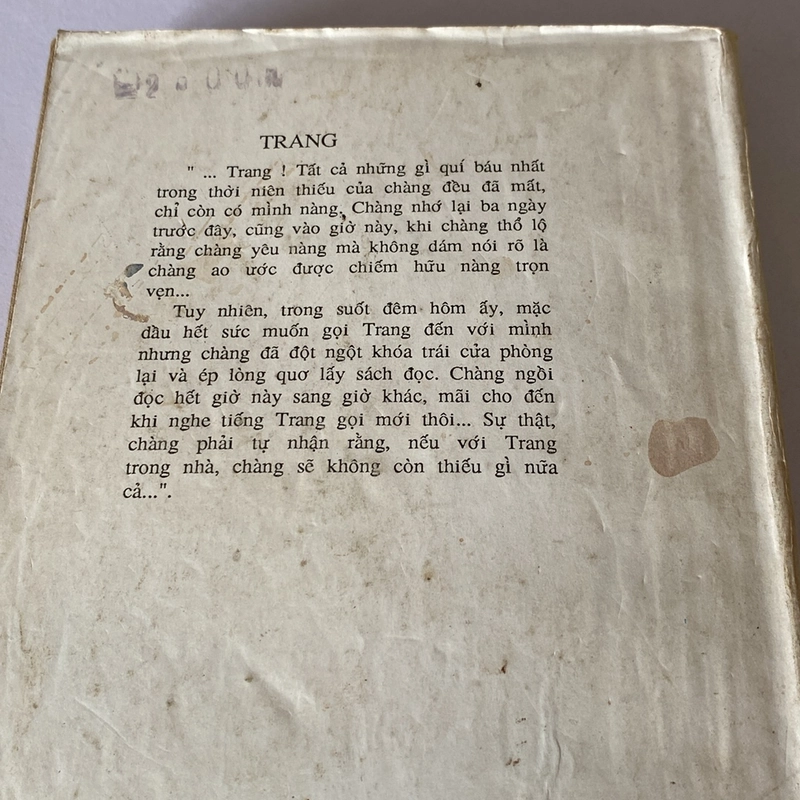 TRANG
" ... Trang ! Tất cả những gì quí báu nhất
trong thời niên thiếu của chàng đều đã mất,
chỉ còn có mình nàng. Chàng nhớ lại ba ngày
trước đây, cũng vào giờ này, khi chàng thổ lộ
rằng chàng yêu nàng mà không dám nói rõ là
chàng ao ước được chiếm hữu nàng trọn
vẹn...
Tuy nhiên, trong suốt đêm hôm ấy, mặc
dầu hết sức muốn gọi Trang đến với mình
nhưng chàng đã đột ngột khóa trái cửa phòng
lại và ép lòng quơ lấy sách đọc. Chàng ngồi
đọc hết giờ này sang giờ khác, mãi cho đến
khi nghe tiếng Trang gọi mới thôi... Sự thật,
chàng phải tự nhận rằng, nếu với Trang
trong nhà, chàng sẽ không còn thiếu gì nữa
cả...".